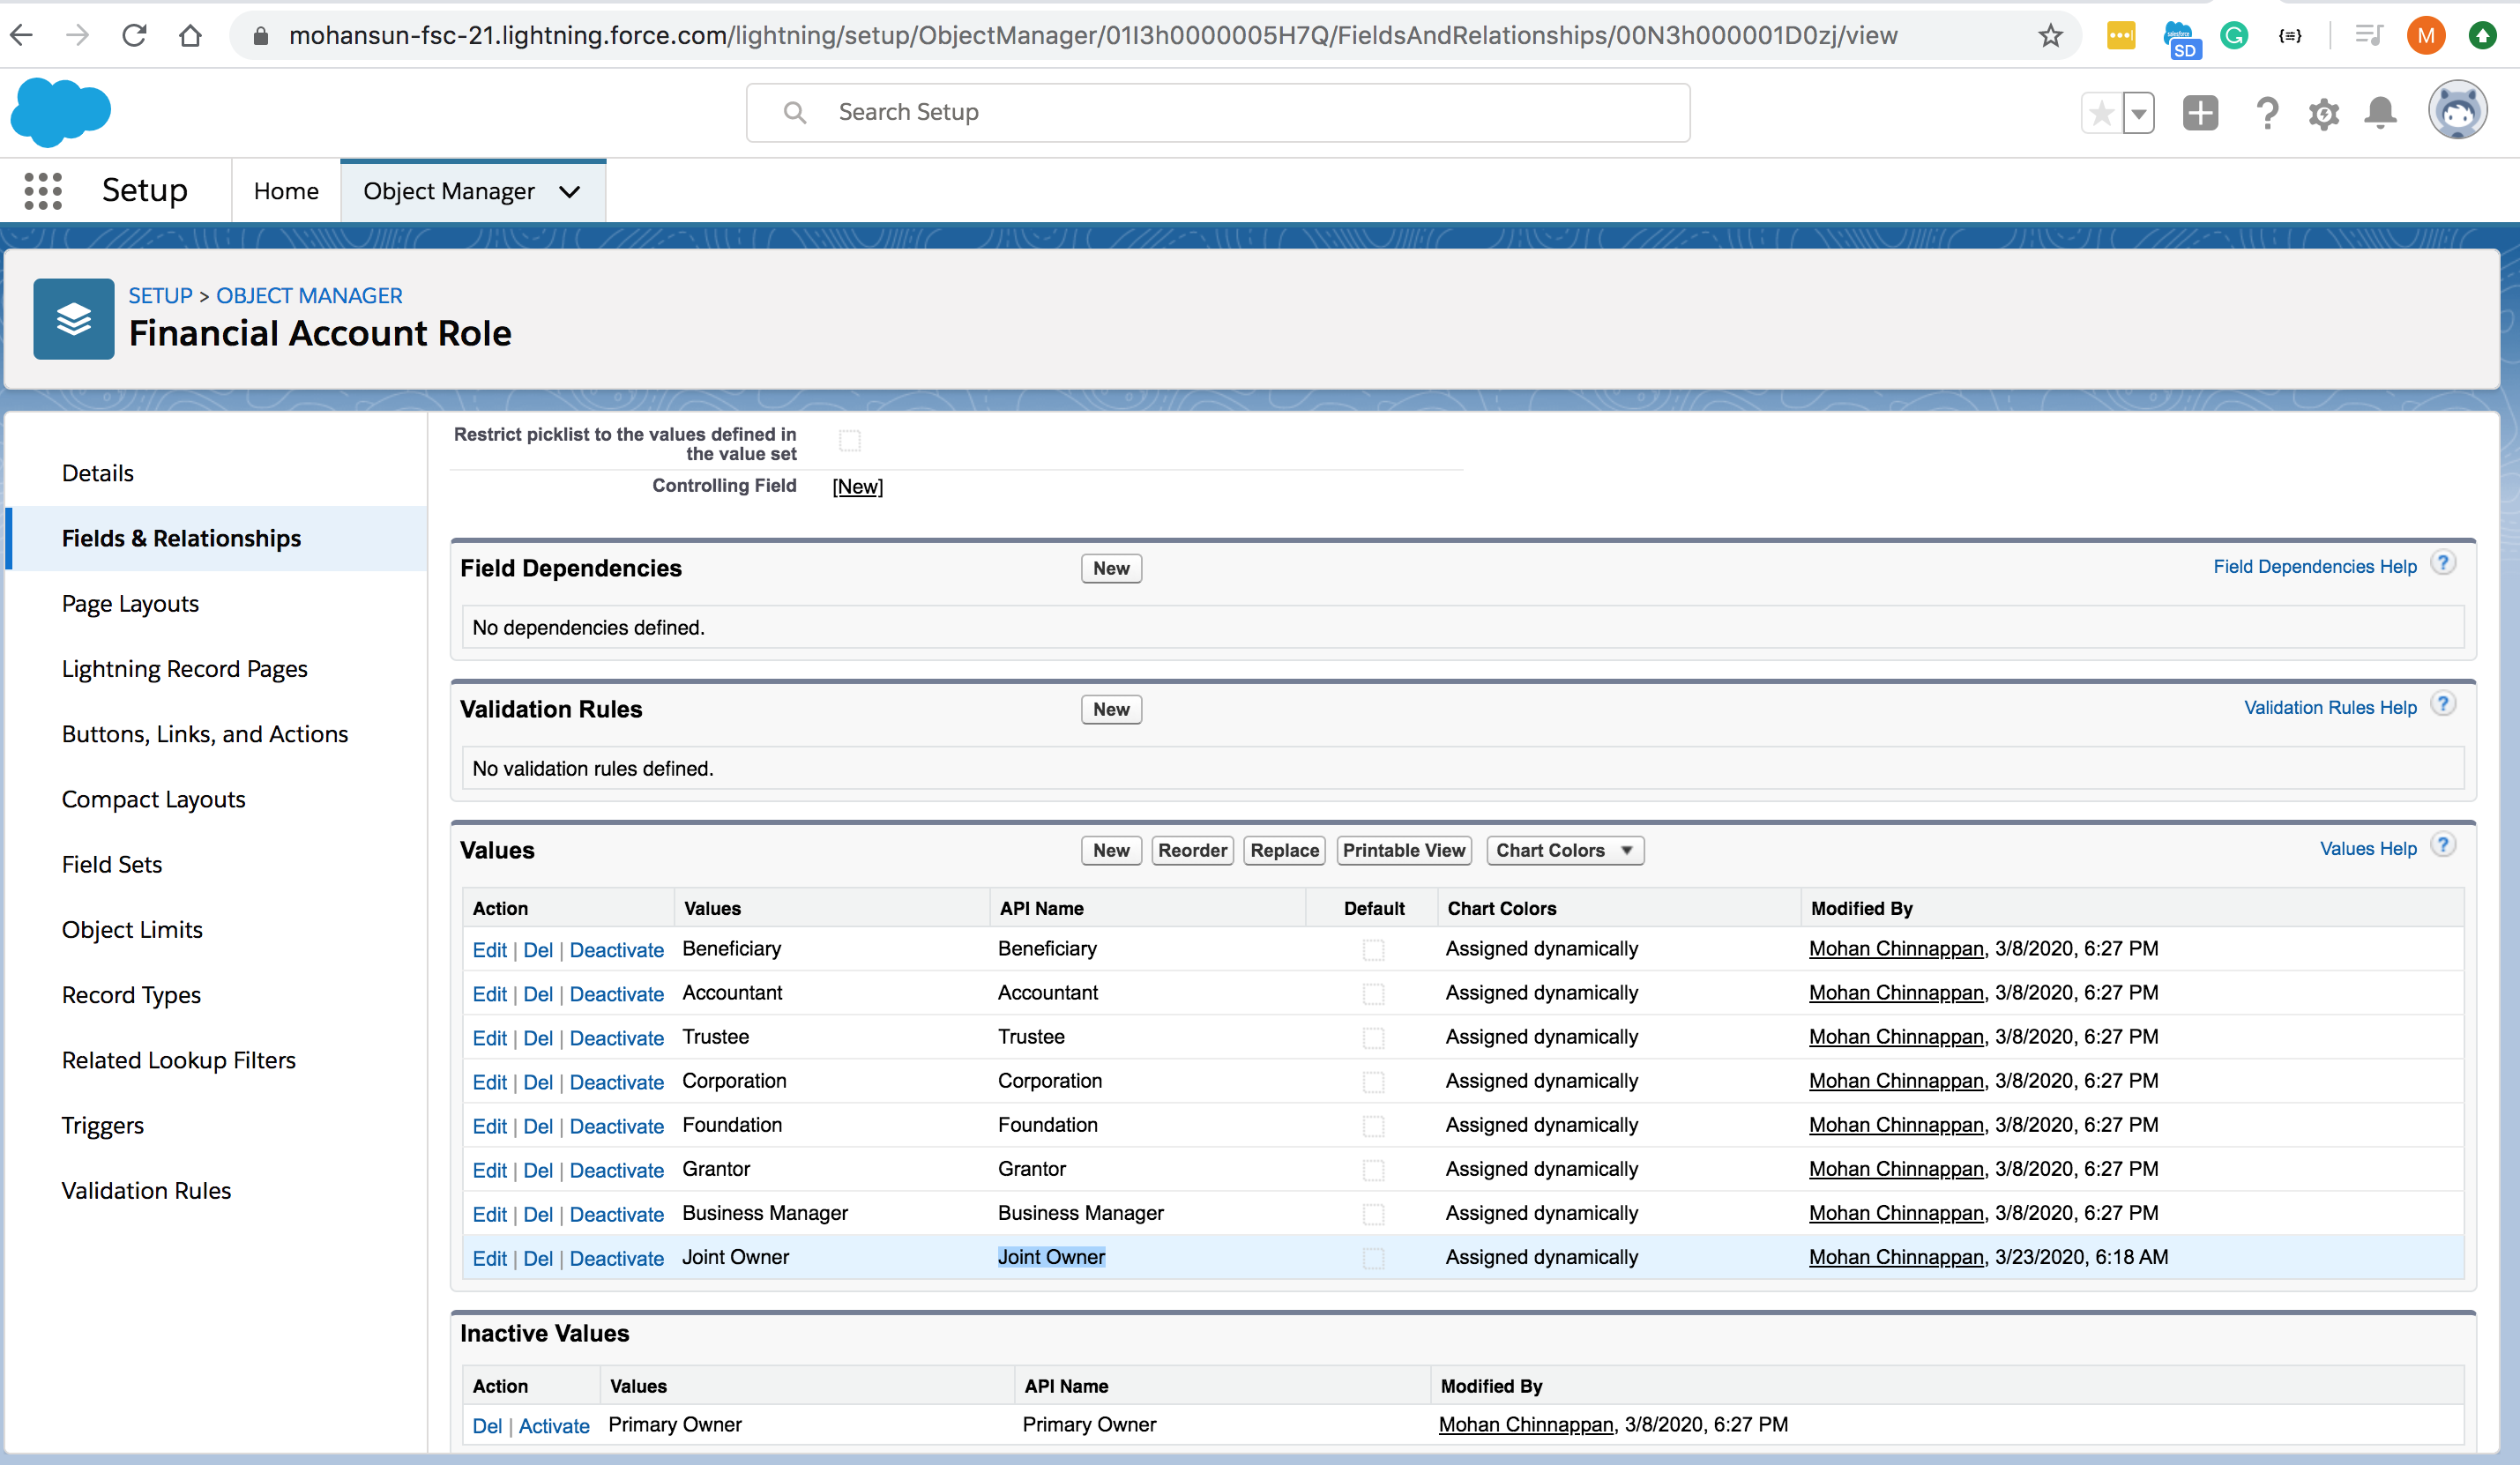 mohansun-fsc-21.lightning.force.com/lightning/setup/ObjectManager/01I3h0000005H7Q/FieldsAndRelationships/00N3h000001D0zj/view
SD
M
Search Setup
Setup
Home
Object Manager
SETUP > OBJECT MANAGER
Financial Account Role
Details
Fields & Relationships
Page Layouts
Lightning Record Pages
Buttons, Links, and Actions
Compact Layouts
Field Sets
Object Limits
Record Types
Related Lookup Filters
Triggers
Validation Rules
Restrict picklist to the values defined in
the value set
Controlling Field [New]
Field Dependencies New Field Dependencies Help ?
No dependencies defined.
Validation Rules New Validation Rules Help ?
No validation rules defined.
Values New Reorder Replace Printable View Chart Colors ▼ Values Help ?
Action Values API Name Default Chart Colors Modified By
Edit | Del | Deactivate Beneficiary Beneficiary Assigned dynamically Mohan Chinnappan, 3/8/2020, 6:27 PM
Edit | Del | Deactivate Accountant Accountant Assigned dynamically Mohan Chinnappan, 3/8/2020, 6:27 PM
Edit | Del | Deactivate Trustee Trustee Assigned dynamically Mohan Chinnappan, 3/8/2020, 6:27 PM
Edit | Del | Deactivate Corporation Corporation Assigned dynamically Mohan Chinnappan, 3/8/2020, 6:27 PM
Edit | Del | Deactivate Foundation Foundation Assigned dynamically Mohan Chinnappan, 3/8/2020, 6:27 PM
Edit | Del | Deactivate Grantor Grantor Assigned dynamically Mohan Chinnappan, 3/8/2020, 6:27 PM
Edit | Del | Deactivate Business Manager Business Manager Assigned dynamically Mohan Chinnappan, 3/8/2020, 6:27 PM
Edit | Del | Deactivate Joint Owner Joint Owner Assigned dynamically Mohan Chinnappan, 3/23/2020, 6:18 AM
Inactive Values
Action Values API Name Modified By
Del | Activate Primary Owner Primary Owner Mohan Chinnappan, 3/8/2020, 6:27 PM